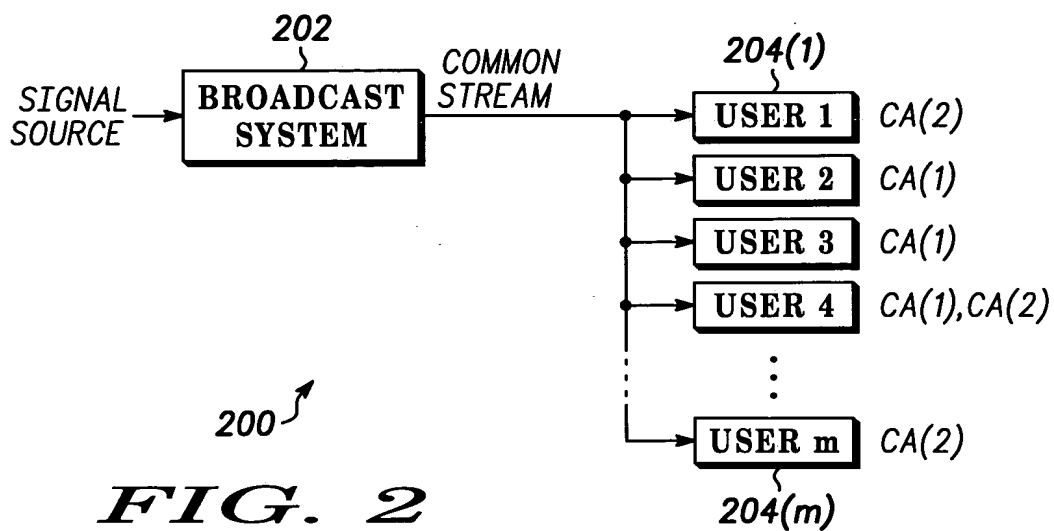 202
204(1)
SIGNAL
SOURCE
BROADCAST
SYSTEM
COMMON
STREAM
USER 1 CA(2)
USER 2 CA(1)
USER 3 CA(1)
USER 4 CA(1),CA(2)
USER m CA(2)
200
204(m)
FIG. 2